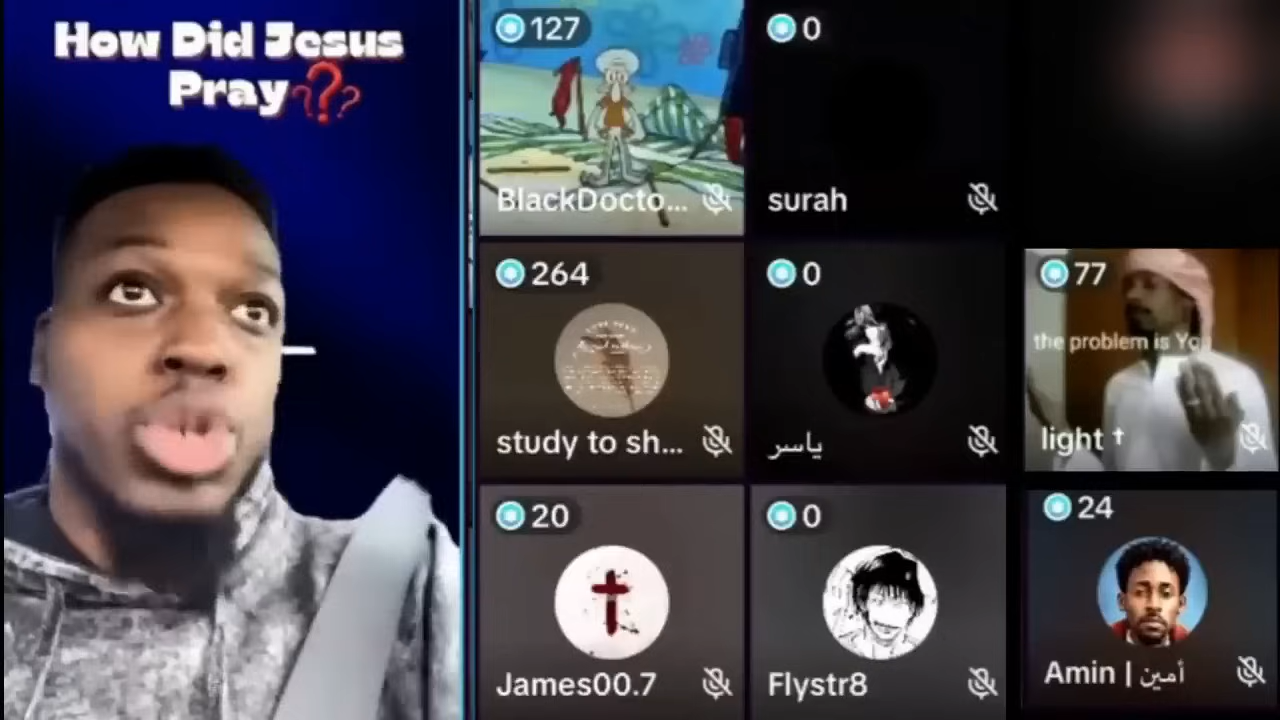 How Did Jesus
Pray???
127
BlackDocto...
0
surah
264
study to sh...
0
ياسر
77
the problem is Yo
light †
20
James00.7
0
Flystr8
24
Amin | أمين